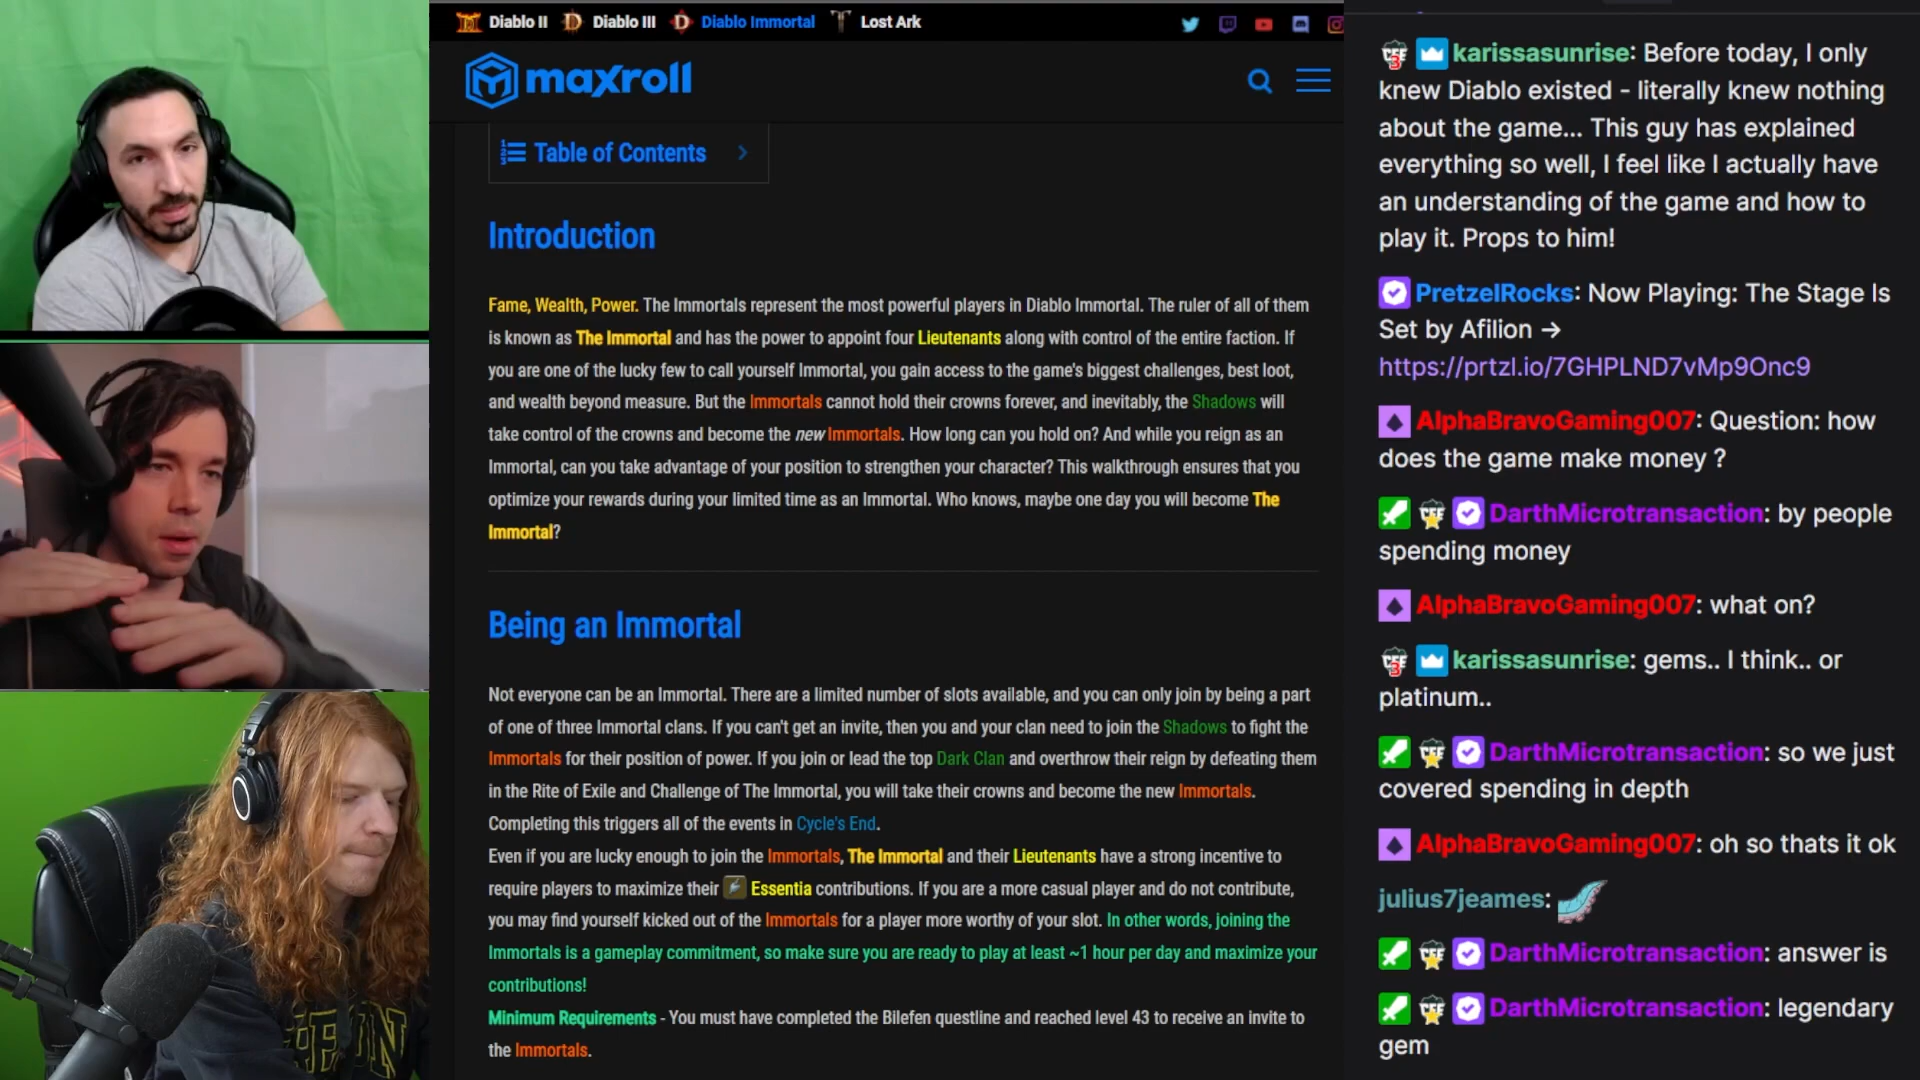 Diablo II
Diablo III
Diablo Immortal
Lost Ark
maxroll
Table of Contents
Introduction
Fame, Wealth, Power. The Immortals represent the most powerful players in Diablo Immortal. The ruler of all of them
is known as The Immortal and has the power to appoint four Lieutenants along with control of the entire faction. If
you are one of the lucky few to call yourself Immortal, you gain access to the game's biggest challenges, best loot,
and wealth beyond measure. But the Immortals cannot hold their crowns forever, and inevitably, the Shadows will
take control of the crowns and become the new Immortals. How long can you hold on? And while you reign as an
Immortal, can you take advantage of your position to strengthen your character? This walkthrough ensures that you
optimize your rewards during your limited time as an Immortal. Who knows, maybe one day you will become The
Immortal?
Being an Immortal
Not everyone can be an Immortal. There are a limited number of slots available, and you can only join by being a part
of one of three Immortal clans. If you can't get an invite, then you and your clan need to join the Shadows to fight the
Immortals for their position of power. If you join or lead the top Dark Clan and overthrow their reign by defeating them
in the Rite of Exile and Challenge of The Immortal, you will take their crowns and become the new Immortals.
Completing this triggers all of the events in Cycle's End.
Even if you are lucky enough to join the Immortals, The Immortal and their Lieutenants have a strong incentive to
require players to maximize their Essentia contributions. If you are a more casual player and do not contribute,
you may find yourself kicked out of the Immortals for a player more worthy of your slot. In other words, joining the
Immortals is a gameplay commitment, so make sure you are ready to play at least ~1 hour per day and maximize your
contributions!
Minimum Requirements - You must have completed the Bilefen questline and reached level 43 to receive an invite to
the Immortals.
karissasunrise: Before today, I only
knew Diablo existed - literally knew nothing
about the game... This guy has explained
everything so well, I feel like I actually have
an understanding of the game and how to
play it. Props to him!
PretzelRocks: Now Playing: The Stage Is
Set by Afilion →
https://prtzl.io/7GHPLND7vMp9Onc9
AlphaBravoGaming007: Question: how
does the game make money ?
DarthMicrotransaction: by people
spending money
AlphaBravoGaming007: what on?
karissasunrise: gems.. I think.. or
platinum..
DarthMicrotransaction: so we just
covered spending in depth
AlphaBravoGaming007: oh so thats it ok
julius7jeames:
DarthMicrotransaction: answer is
DarthMicrotransaction: legendary
gem